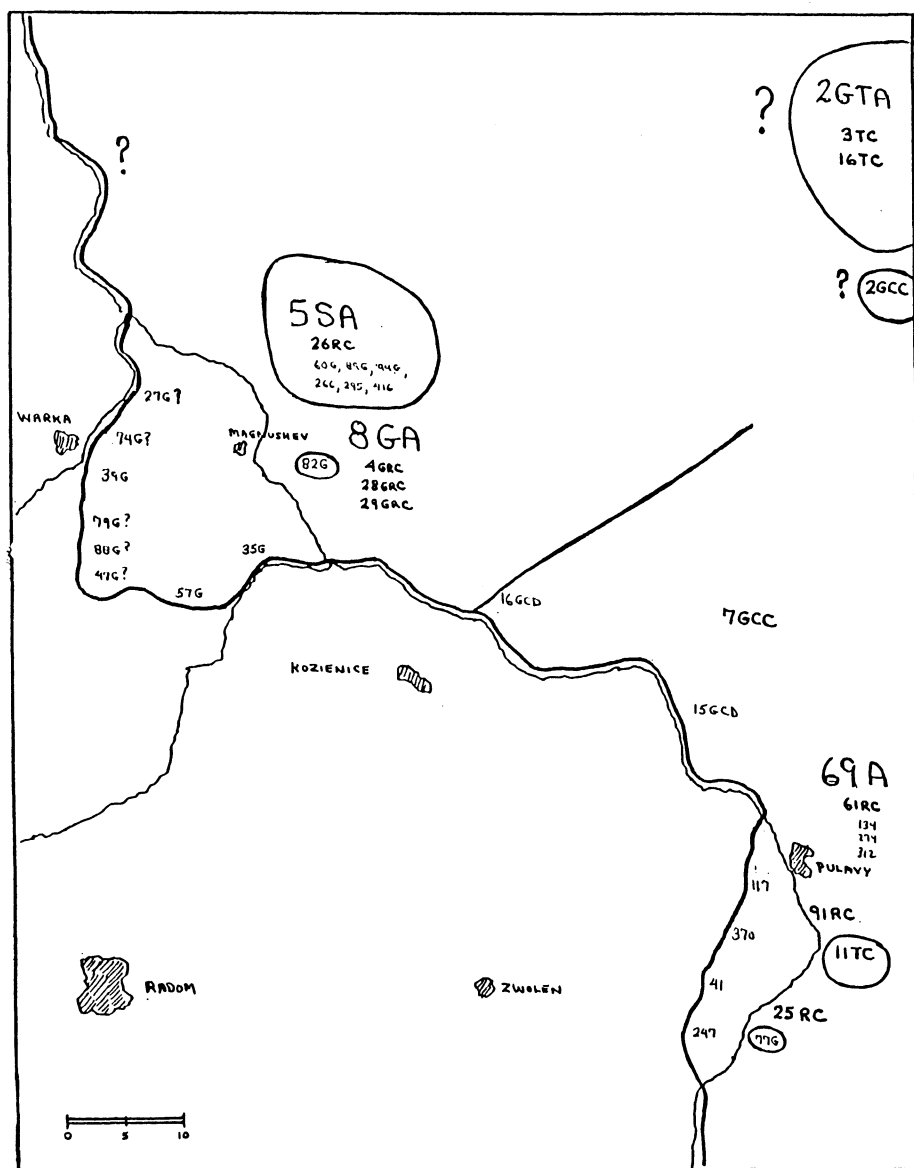 ?
2GTA
3TC
16TC
?
2GCC
?
5SA
26RC
60G, 89G, 94G,
266, 295, 416
27G?
WARKA
74G?
MAGNUSHEV
82G
8GA
4GRC
28GRC
29GRC
39G
79G?
88G?
47G?
35G
57G
16GCD
7GCC
KOZIENICE
15GCD
69A
61RC
134
274
312
PULAVY
117
91RC
370
11TC
RADOM
ZWOLEN
41
25RC
247
77G
0 5 10